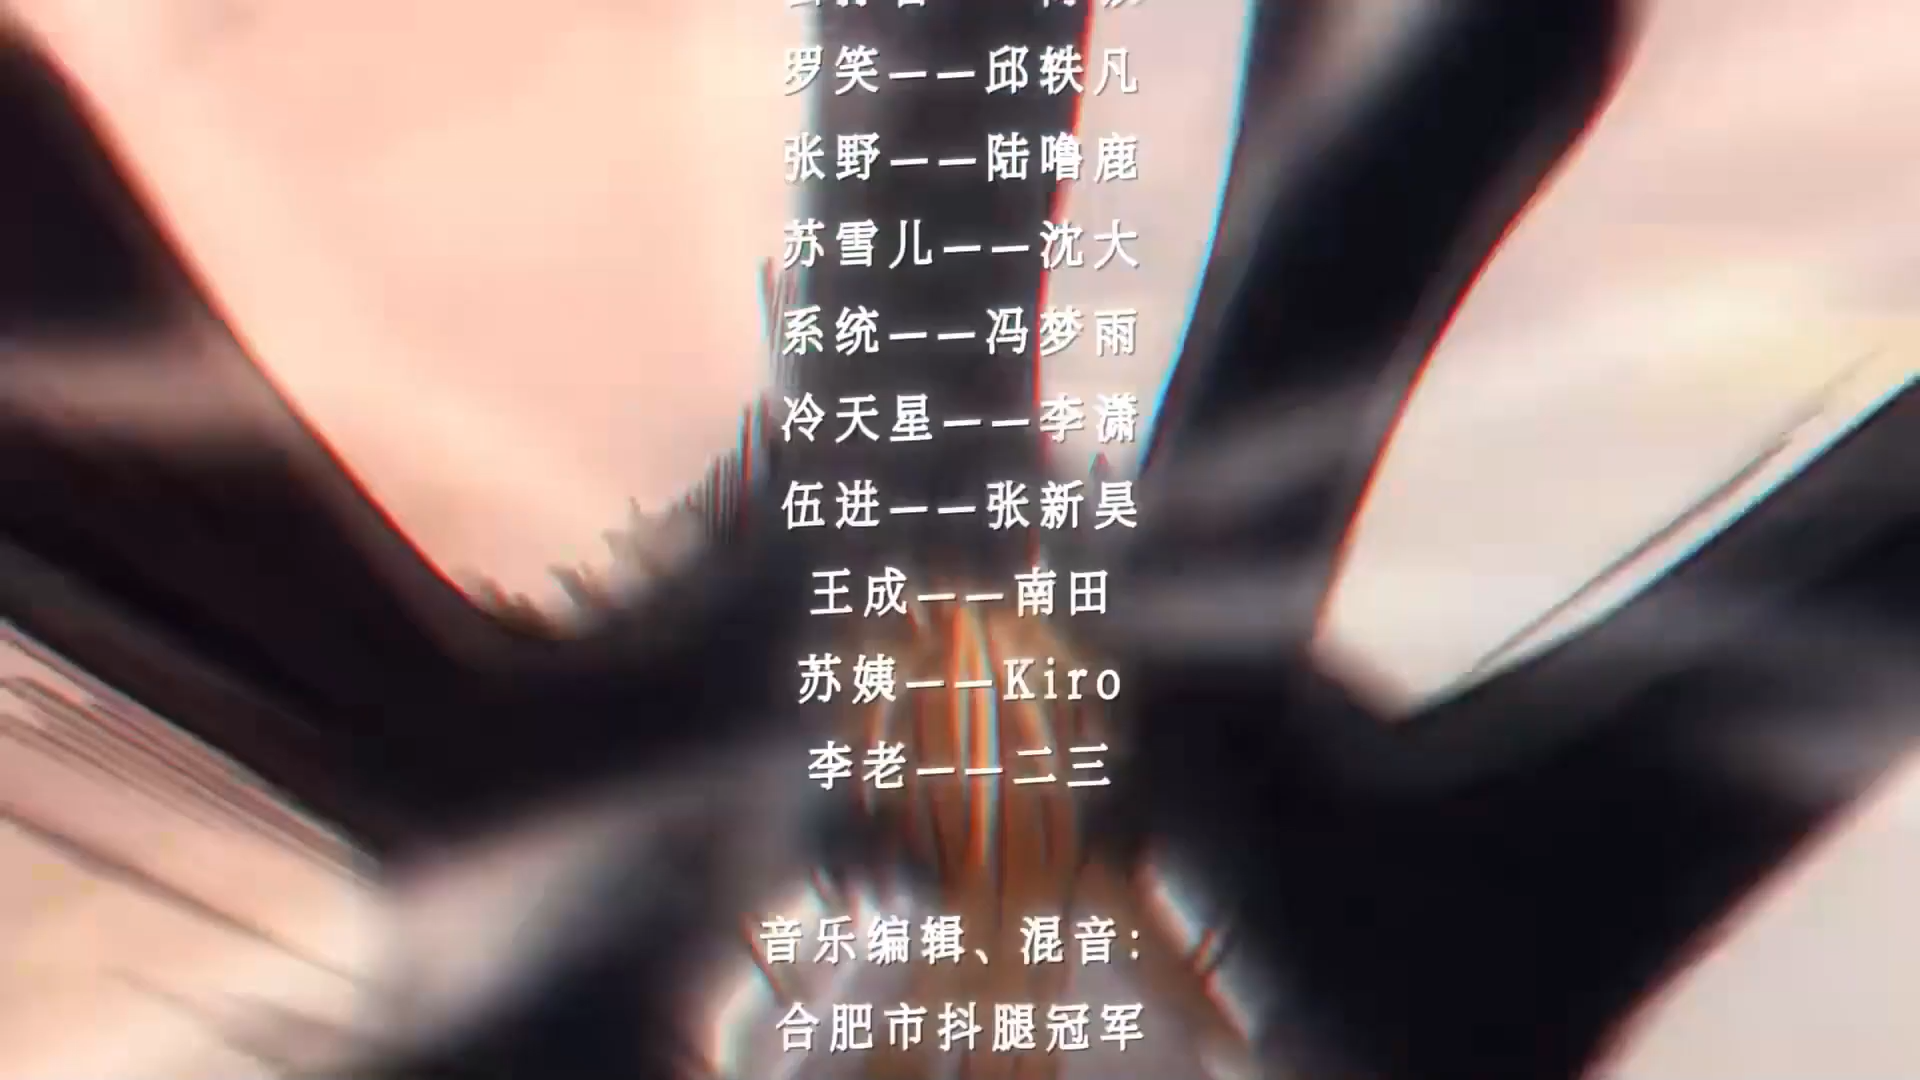 罗笑——邱轶凡
张野——陆噜鹿
苏雪儿——沈大
系统——冯梦雨
冷天星——李潇
伍进——张新昊
王成——南田
苏姨——Kiro
李老——二三
音乐编辑、混音:
合肥市抖腿冠军